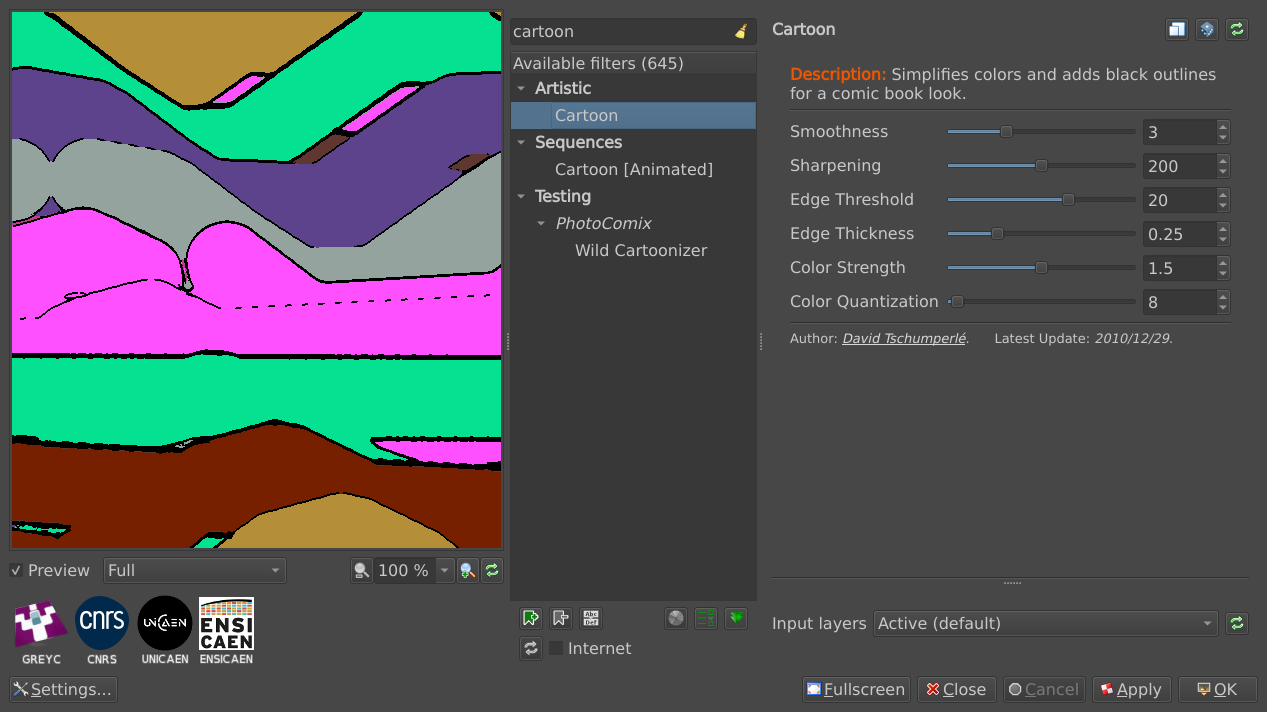 cartoon
Available filters (645)
Artistic
Cartoon
Sequences
Cartoon [Animated]
Testing
PhotoComix
Wild Cartoonizer
Cartoon
Description: Simplifies colors and adds black outlines
for a comic book look.
Smoothness 3
Sharpening 200
Edge Threshold 20
Edge Thickness 0.25
Color Strength 1.5
Color Quantization 8
Author: David Tschumperlé. Latest Update: 2010/12/29.
Preview Full 100 %
cnrs
UNICAEN
ENSI
CAEN
GREYC CNRS UNICAEN ENSICAEN
Abc
Def
Internet
Input layers Active (default)
Settings... Fullscreen Close Cancel Apply OK